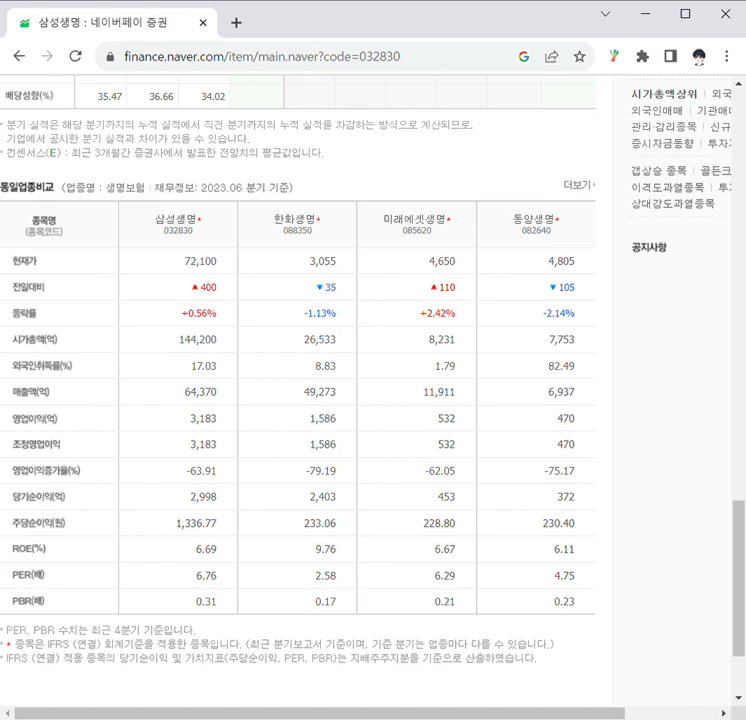 삼성생명 : 네이버페이 증권
finance.naver.com/item/main.naver?code=032830
배당성향(%) 35.47 36.66 34.02
* 분기 실적은 해당 분기까지의 누적 실적에서 직전 분기까지의 누적 실적을 차감하는 방식으로 계산되므로,
기업에서 공시한 분기 실적과 차이가 있을 수 있습니다.
* 컨센서스(E) : 최근 3개월간 증권사에서 발표한 전망치의 평균값입니다.
동일업종비교 (업종명 : 생명보험 | 재무정보: 2023.06 분기 기준) 더보기
종목명 삼성생명* 한화생명* 미래에셋생명* 동양생명*
(종목코드) 032830 088350 085620 082640
현재가 72,100 3,055 4,650 4,805
전일대비 ▲400 ▼35 ▲110 ▼105
등락률 +0.56% -1.13% +2.42% -2.14%
시가총액(억) 144,200 26,533 8,231 7,753
외국인취득률(%) 17.03 8.83 1.79 82.49
매출액(억) 64,370 49,273 11,911 6,937
영업이익(억) 3,183 1,586 532 470
조정영업이익 3,183 1,586 532 470
영업이익증가율(%) -63.91 -79.19 -62.05 -75.17
당기순이익(억) 2,998 2,403 453 372
주당순이익(원) 1,336.77 233.06 228.80 230.40
ROE(%) 6.69 9.76 6.67 6.11
PER(배) 6.76 2.58 6.29 4.75
PBR(배) 0.31 0.17 0.21 0.23
* PER, PBR 수치는 최근 4분기 기준입니다.
* * 종목은 IFRS (연결) 회계기준을 적용한 종목입니다. (최근 분기보고서 기준이며, 기준 분기는 업종마다 다를 수 있습니다.)
* IFRS (연결) 적용 종목의 당기순이익 및 가치지표(주당순이익, PER, PBR)는 지배주주지분을 기준으로 산출하였습니다.
시가총액상위 | 외국
외국인매매 | 기관매매
관리·감리종목 | 신규
증시자금동향 | 투자
갭상승 종목 | 골든크
이격도과열종목 | 투
상대강도과열종목
공지사항